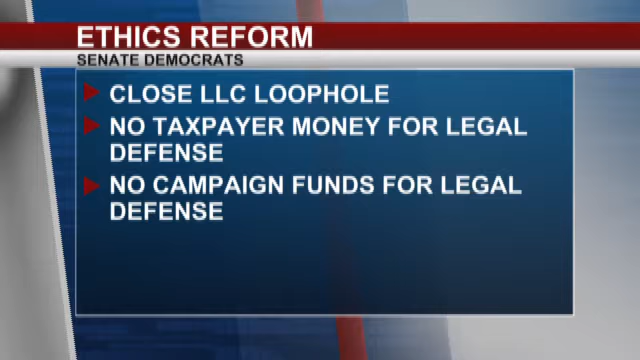 ETHICS REFORM
SENATE DEMOCRATS
CLOSE LLC LOOPHOLE
NO TAXPAYER MONEY FOR LEGAL
DEFENSE
NO CAMPAIGN FUNDS FOR LEGAL
DEFENSE